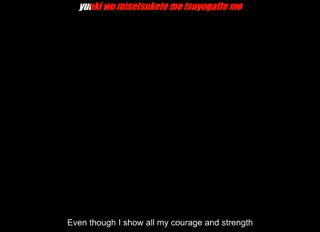 yuuki wo misetsukete mo tsuyogatte mo
Even though I show all my courage and strength